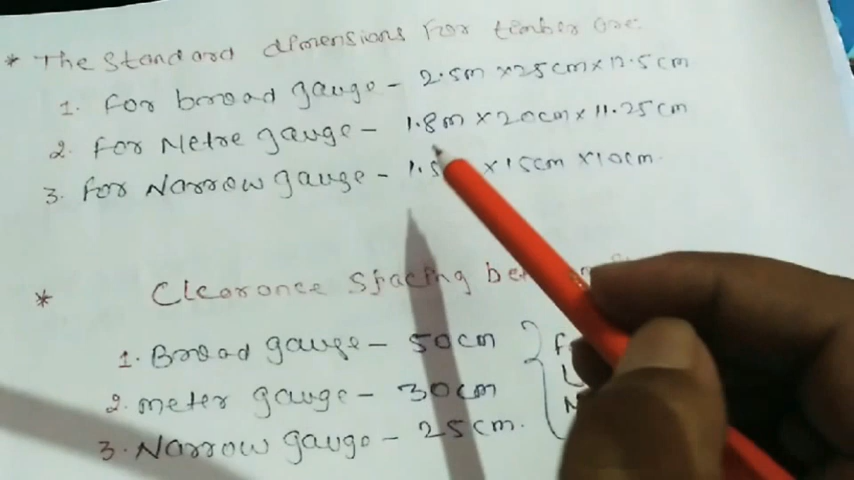 * The Standard dimensions For timber are:
1. For broad gauge - 2.5m x 25cm x 12.5cm
2. For Metre gauge - 1.8m x 20cm x 11.25cm
3. For Narrow gauge - 1.5 x 15cm x 10cm.
* Clearance Spacing
1. Broad gauge - 50cm
2. meter gauge - 30cm
3. Narrow gauge - 25cm.